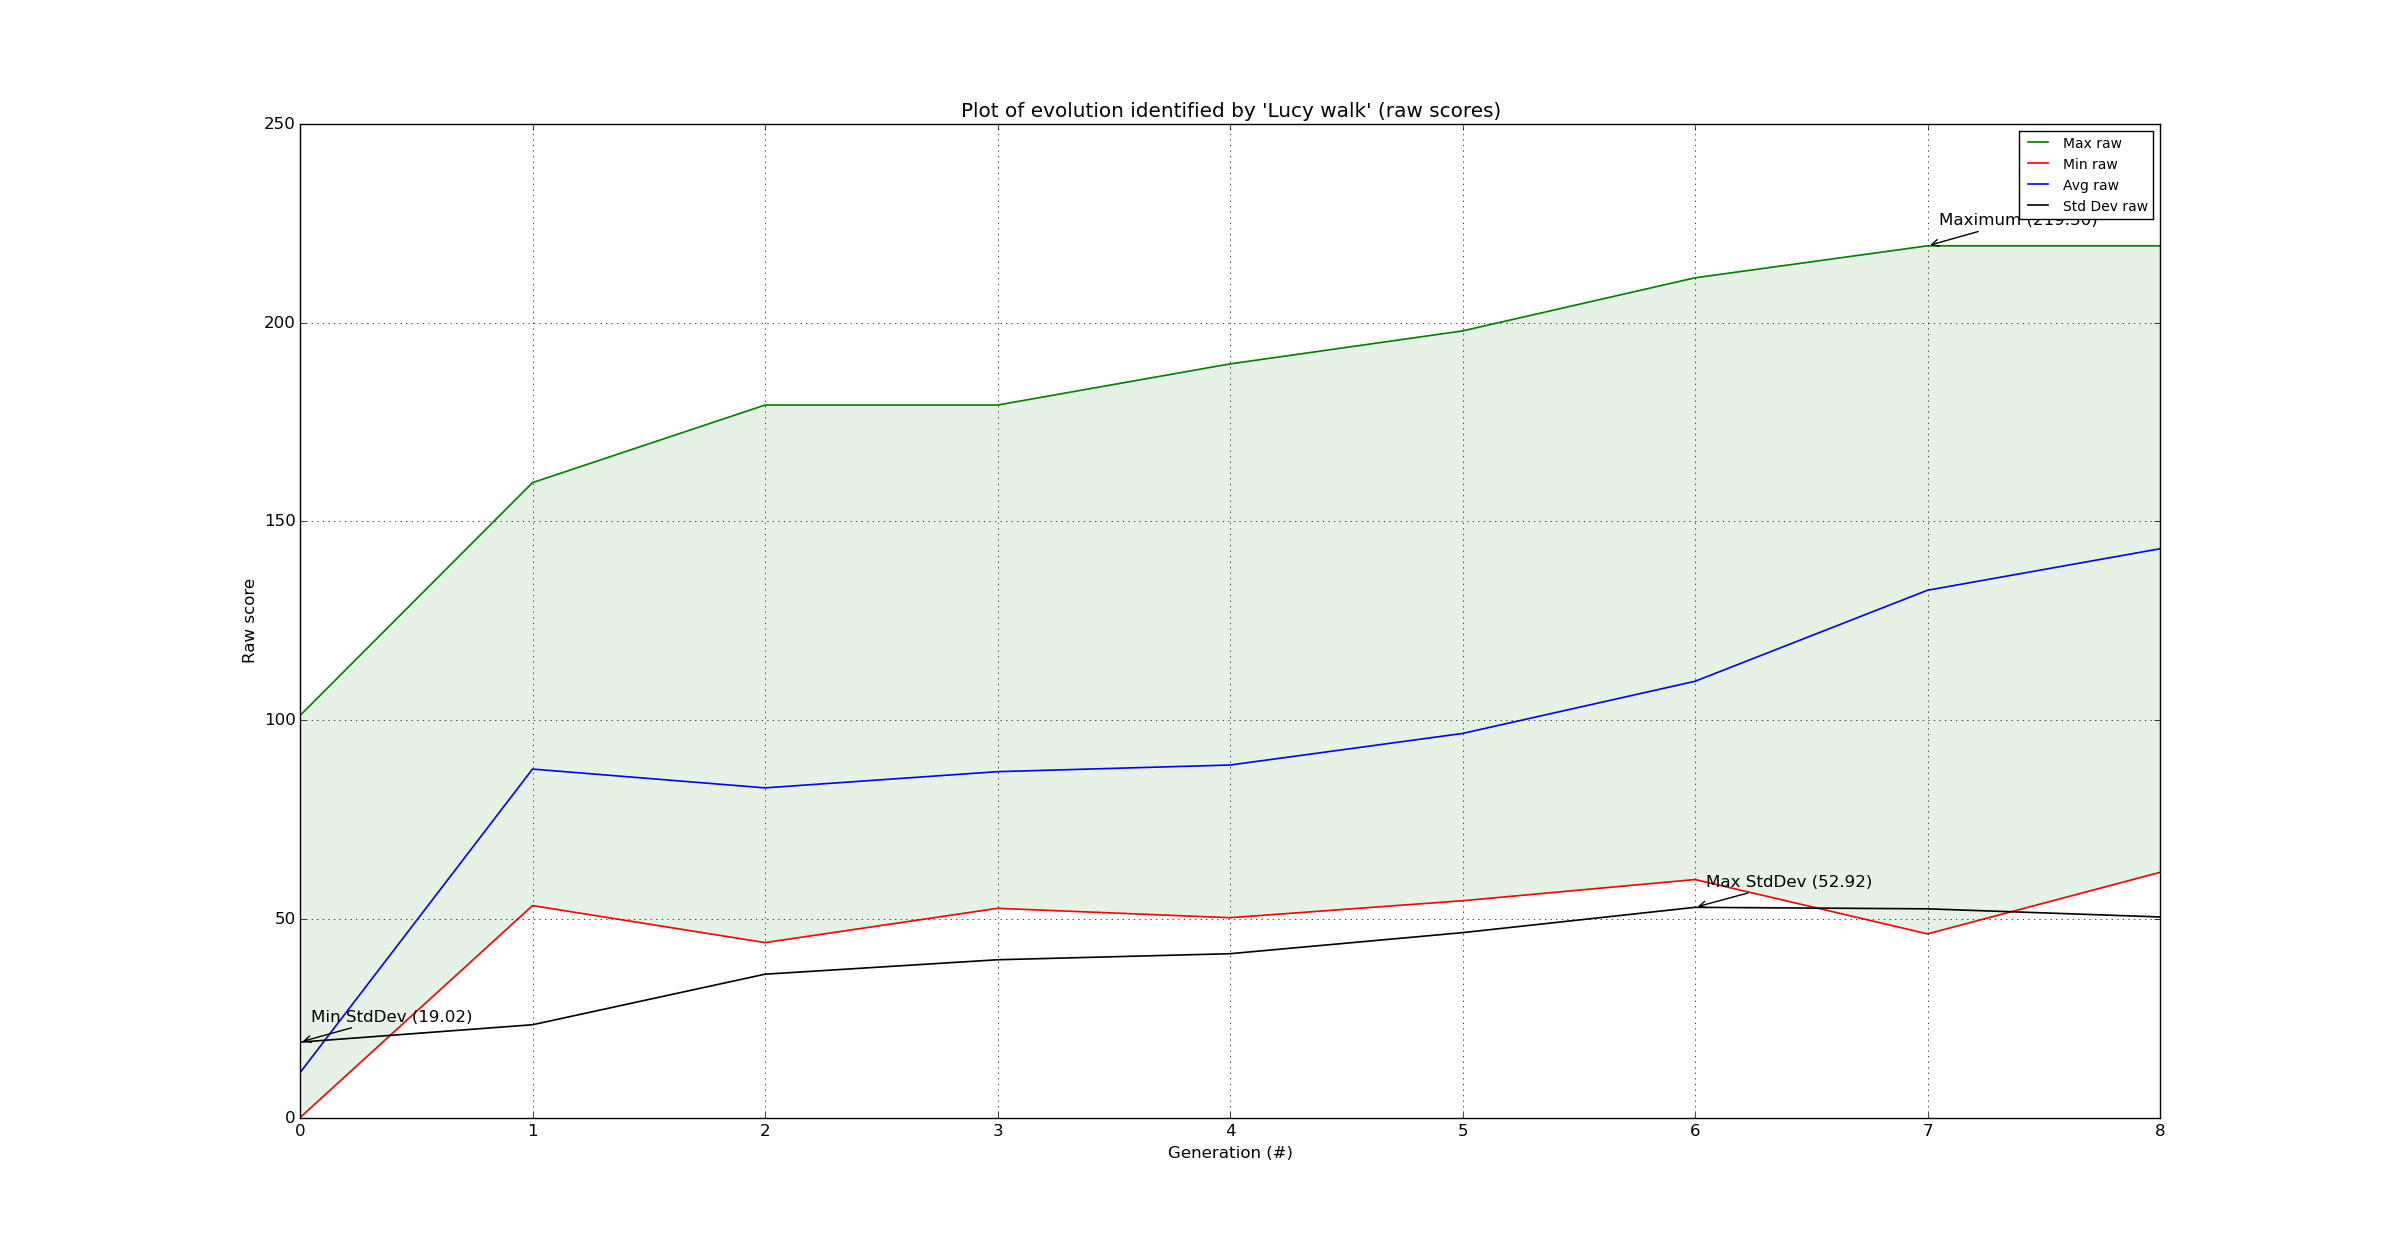 Plot of evolution identified by 'Lucy walk' (raw scores)
250
200
150
100
50
0
Raw score
Max raw
Min raw
Avg raw
Std Dev raw
Maximum
Max StdDev (52.92)
Min StdDev (19.02)
0 1 2 3 4 5 6 7 8
Generation (#)